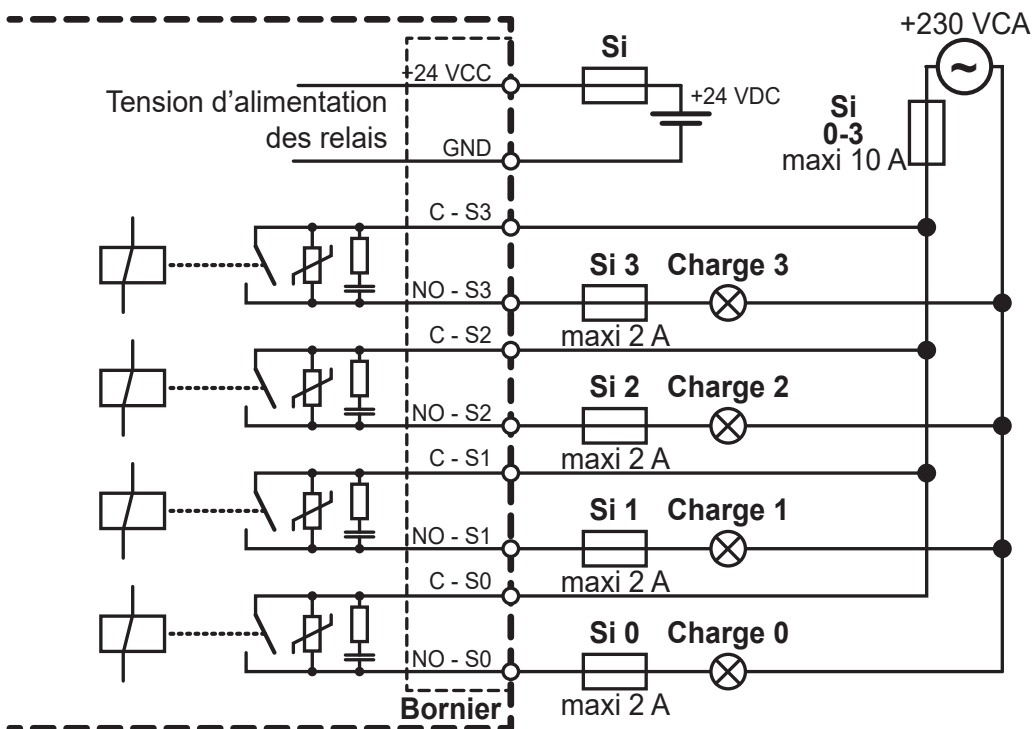 +230 VCA
~
Si
+24 VCC
+24 VDC
Tension d’alimentation
des relais
GND
Si
0-3
maxi 10 A
C - S3
Si 3 Charge 3
NO - S3
maxi 2 A
C - S2
Si 2 Charge 2
NO - S2
maxi 2 A
C - S1
Si 1 Charge 1
NO - S1
maxi 2 A
C - S0
Si 0 Charge 0
NO - S0
maxi 2 A
Bornier